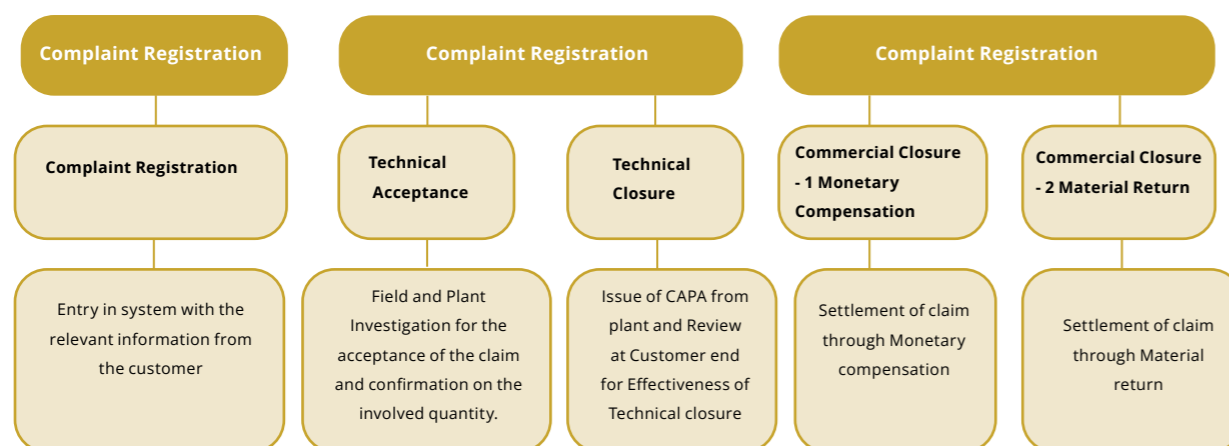 Complaint Registration
Complaint Registration
Complaint Registration
Complaint Registration
Technical
Acceptance
Technical
Closure
Commercial Closure
- 1 Monetary
Compensation
Commercial Closure
- 2 Material Return
Entry in system with the
relevant information from
the customer
Field and Plant
Investigation for the
acceptance of the claim
and confirmation on the
involved quantity.
Issue of CAPA from
plant and Review
at Customer end
for Effectiveness of
Technical closure
Settlement of claim
through Monetary
compensation
Settlement of claim
through Material
return